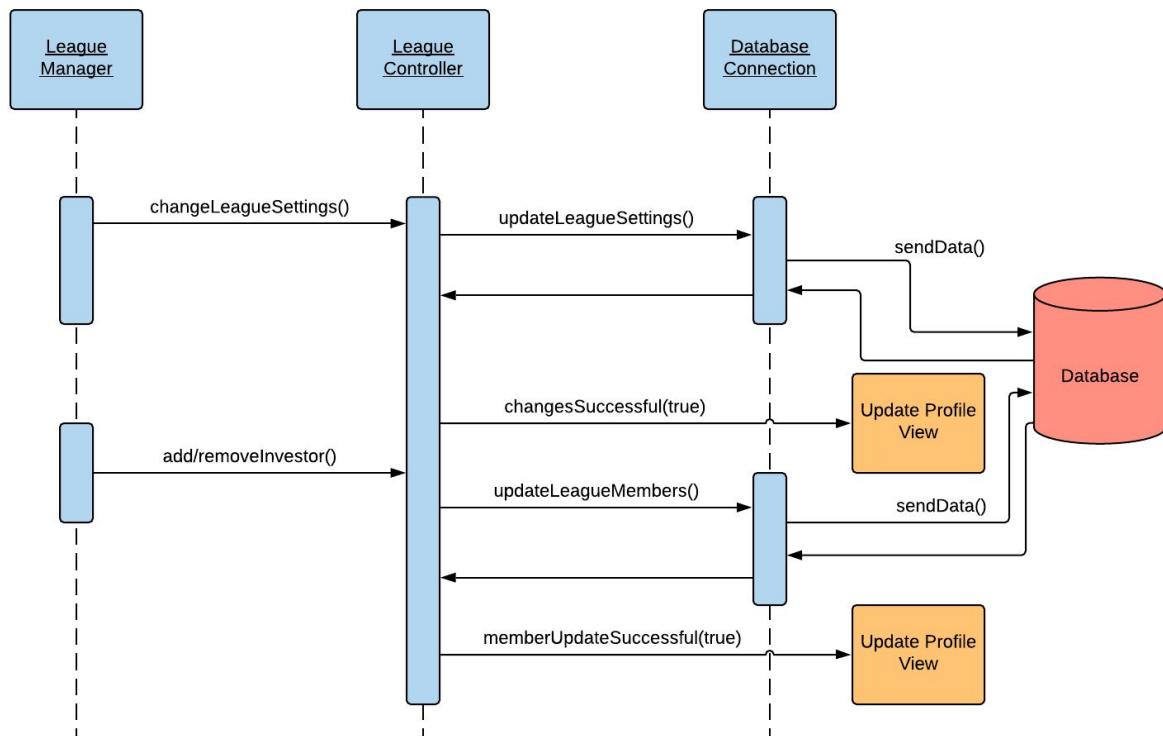 League
Manager
League
Controller
Database
Connection
changeLeagueSettings()
updateLeagueSettings()
sendData()
Database
changesSuccessful(true)
Update Profile
View
add/removeInvestor()
updateLeagueMembers()
sendData()
memberUpdateSuccessful(true)
Update Profile
View